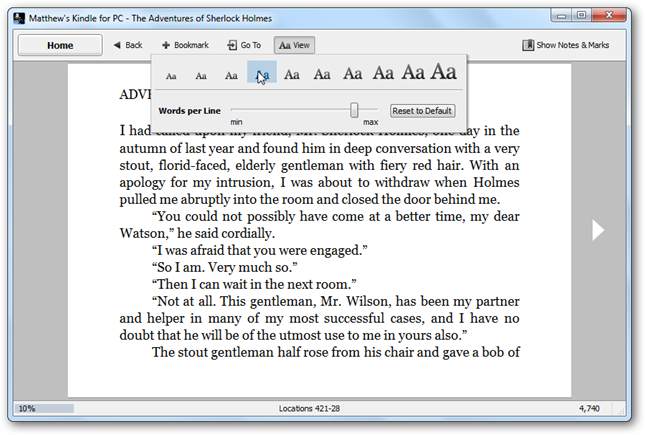 Matthew's Kindle for PC - The Adventures of Sherlock Holmes
Home Back Bookmark Go To Aa View Show Notes & Marks
Aa Aa Aa Aa Aa Aa Aa Aa Aa Aa
ADVE
Words per Line Reset to Default
min max
I had called upon my friend, Mr. Sherlock Holmes, one day in the
autumn of last year and found him in deep conversation with a very
stout, florid-faced, elderly gentleman with fiery red hair. With an
apology for my intrusion, I was about to withdraw when Holmes
pulled me abruptly into the room and closed the door behind me.
“You could not possibly have come at a better time, my dear
Watson,” he said cordially.
“I was afraid that you were engaged.”
“So I am. Very much so.”
“Then I can wait in the next room.”
“Not at all. This gentleman, Mr. Wilson, has been my partner
and helper in many of my most successful cases, and I have no
doubt that he will be of the utmost use to me in yours also.”
The stout gentleman half rose from his chair and gave a bob of
10% Locations 421-28 4,740